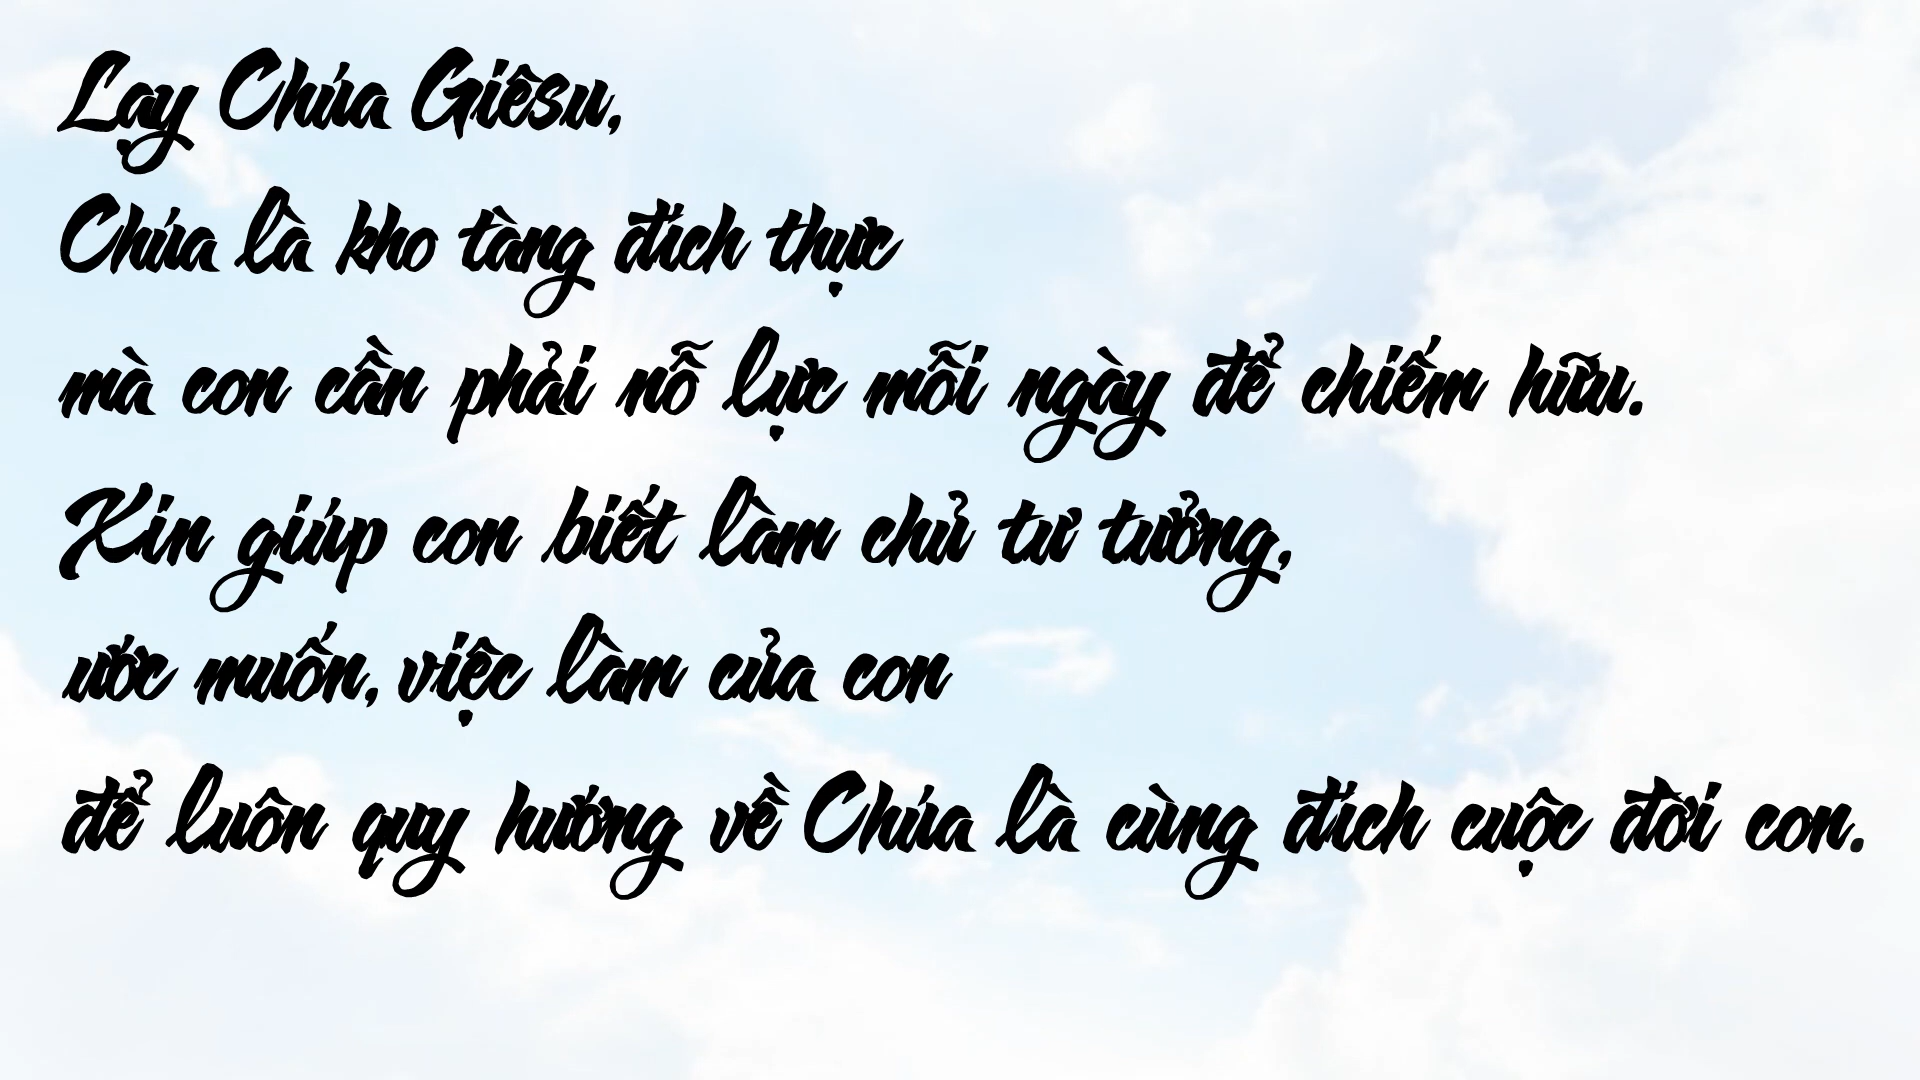 Lạy Chúa Giêsu,
Chúa là kho tàng đích thực
mà con cần phải nỗ lực mỗi ngày để chiếm hữu.
Xin giúp con biết làm chủ tư tưởng,
ước muốn, việc làm của con
để luôn quy hướng về Chúa là cùng đích cuộc đời con.